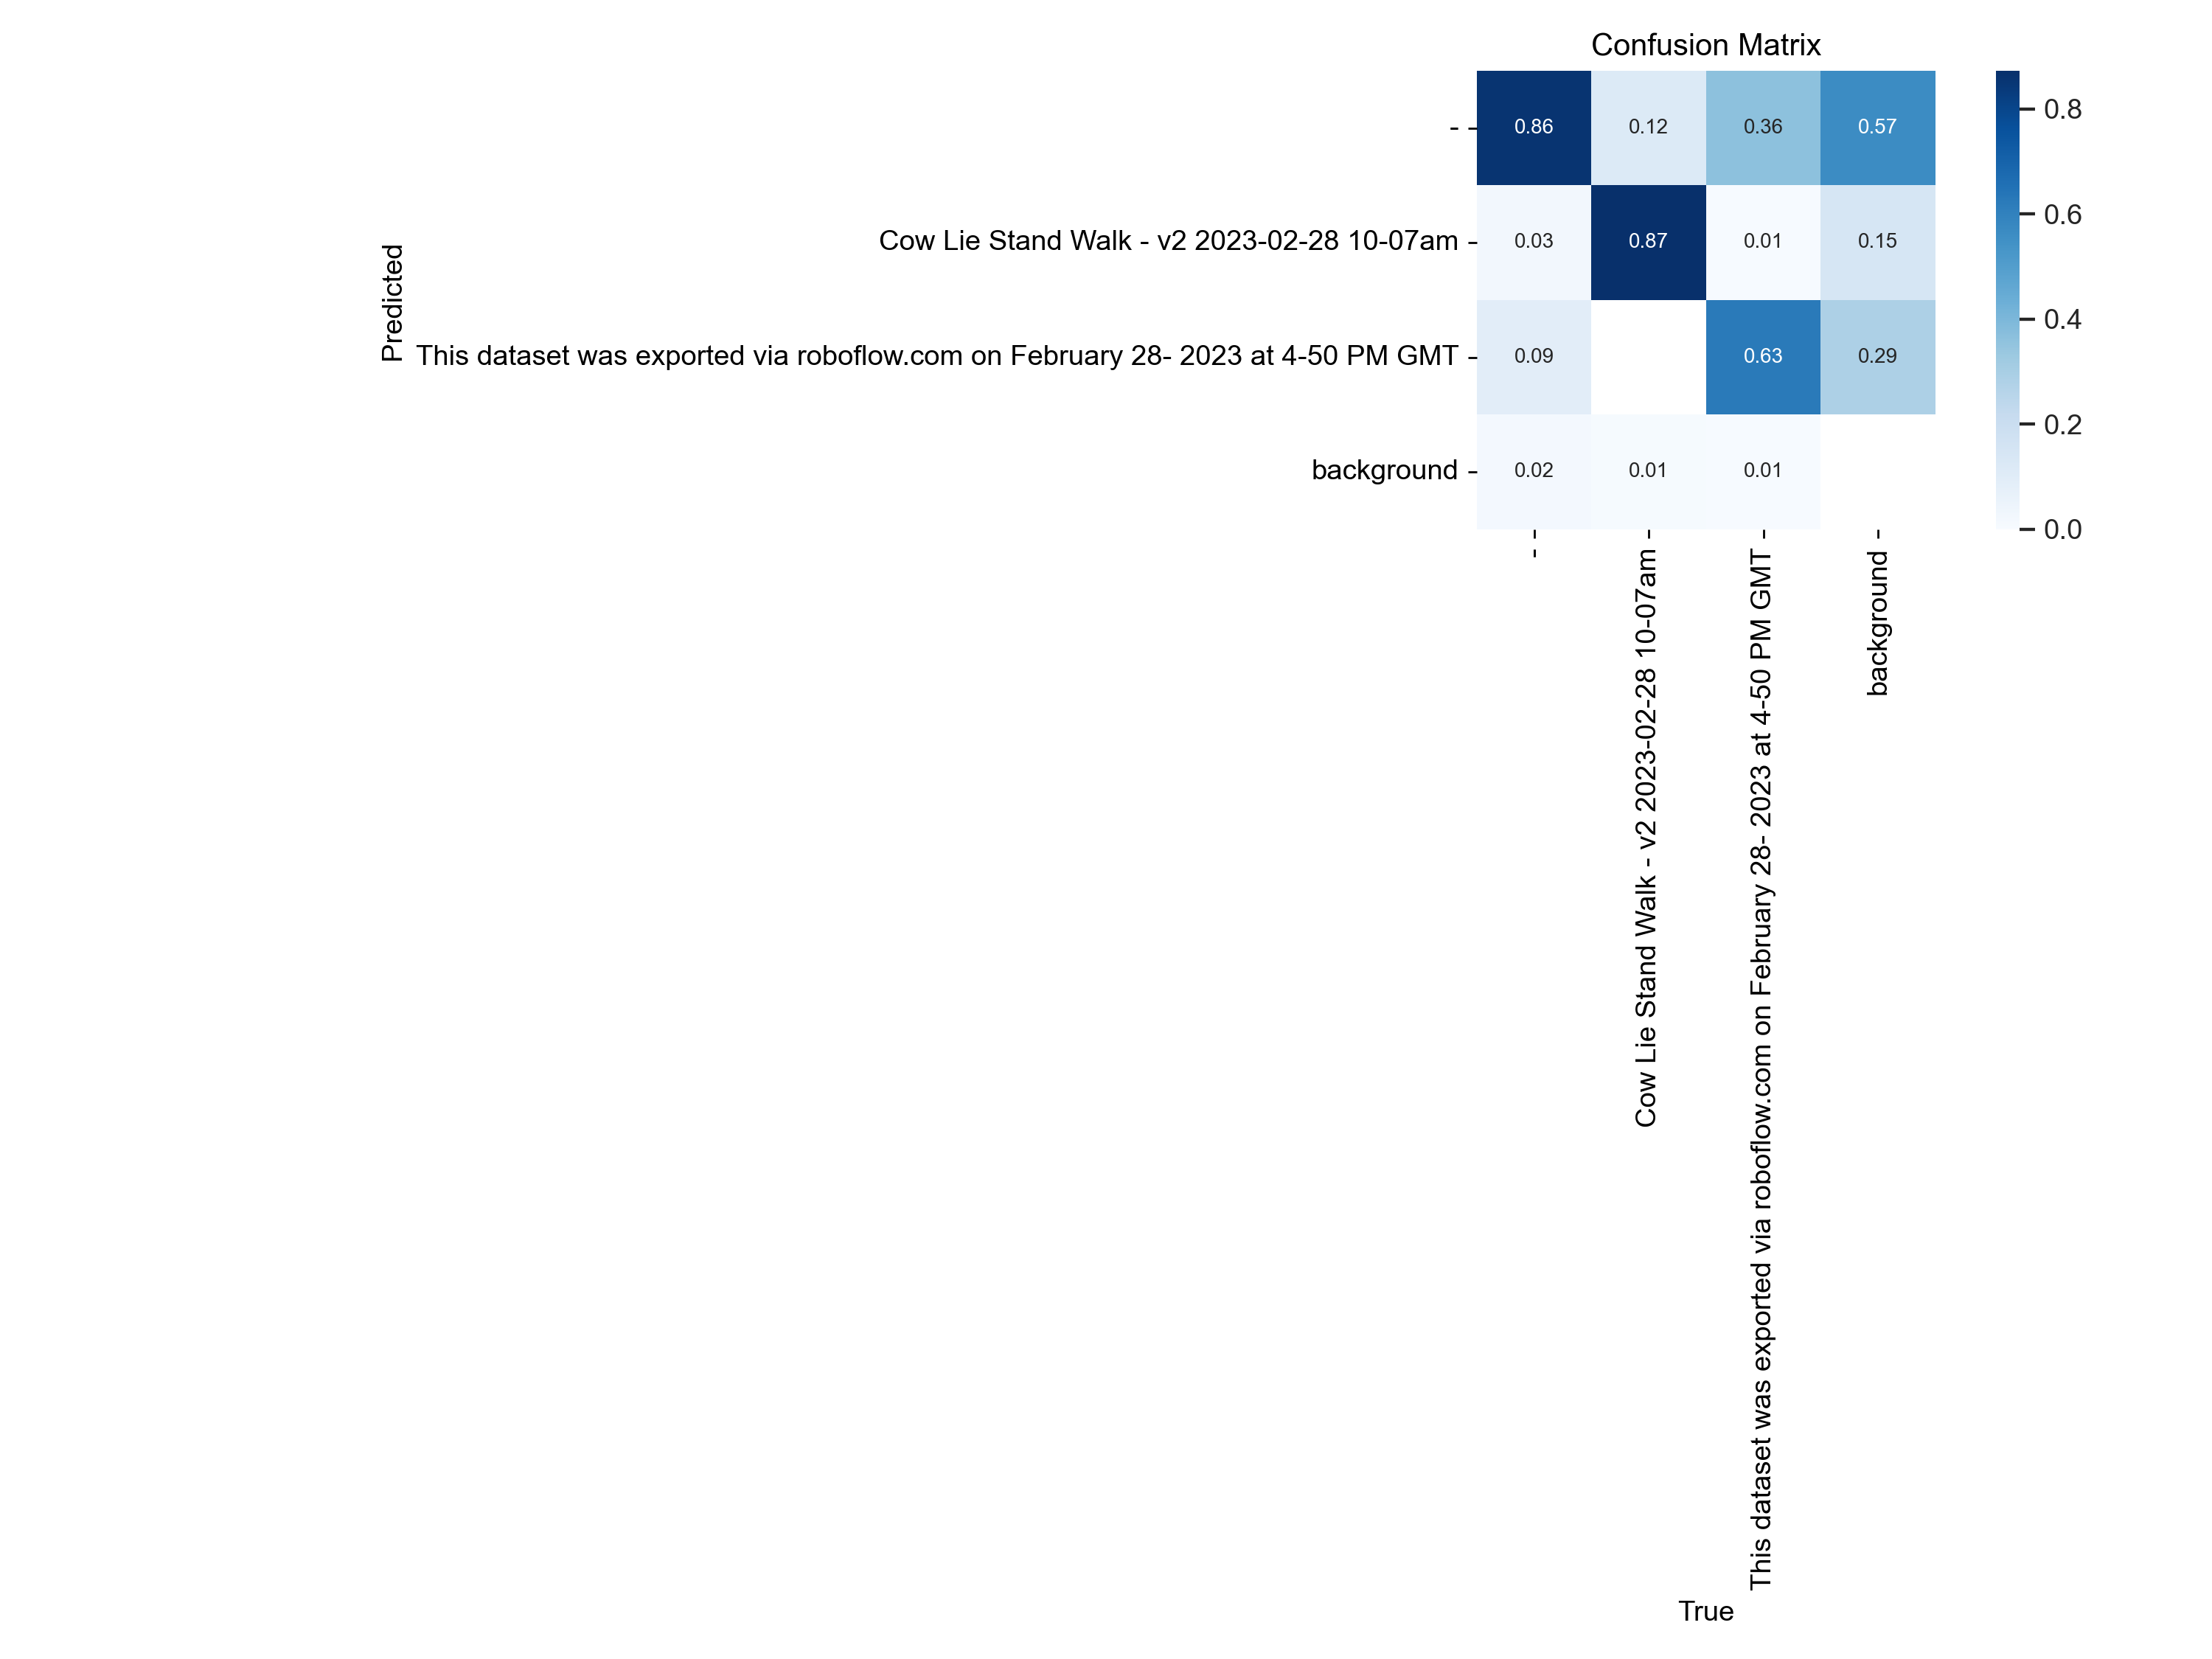 Confusion Matrix
Predicted
-
Cow Lie Stand Walk - v2 2023-02-28 10-07am
This dataset was exported via roboflow.com on February 28- 2023 at 4-50 PM GMT
background
0.86 0.12 0.36 0.57
0.03 0.87 0.01 0.15
0.09 0.63 0.29
0.02 0.01 0.01
0.8
0.6
0.4
0.2
0.0
-
Cow Lie Stand Walk - v2 2023-02-28 10-07am
This dataset was exported via roboflow.com on February 28- 2023 at 4-50 PM GMT
background
True